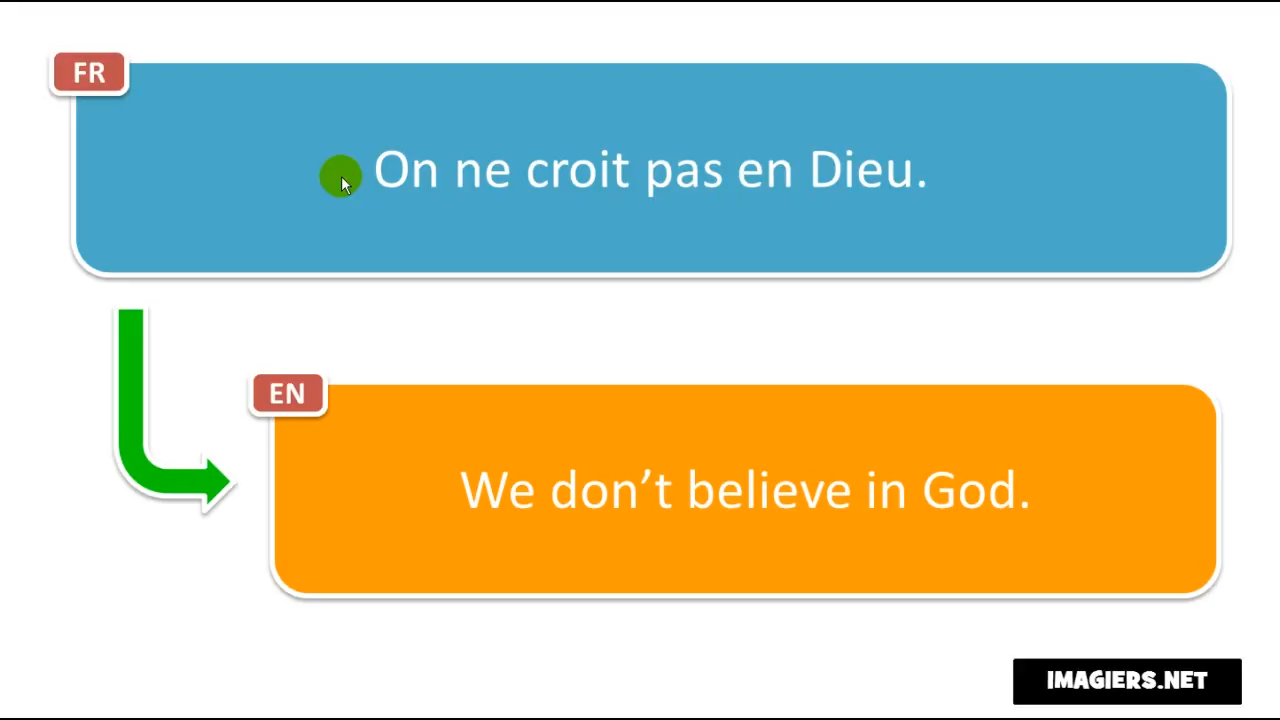 FR
On ne croit pas en Dieu.
EN
We don’t believe in God.
IMAGIERS.NET